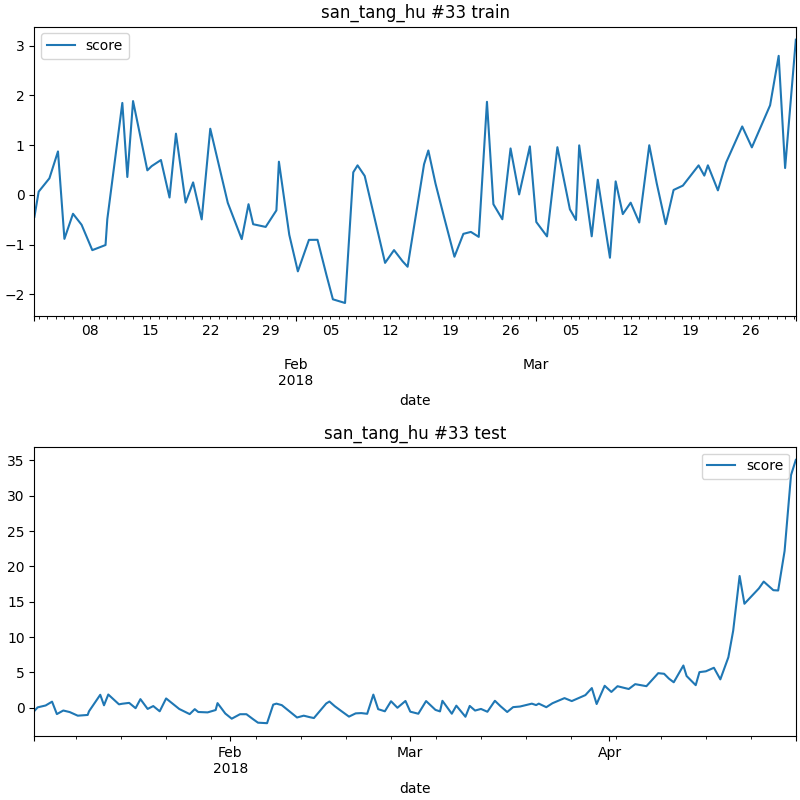 san_tang_hu #33 train
score
3
2
1
0
−1
−2
08 15 22 29 05 12 19 26 05 12 19 26
Feb Mar
2018
date
san_tang_hu #33 test
score
35
30
25
20
15
10
5
0
Feb Mar Apr
2018
date